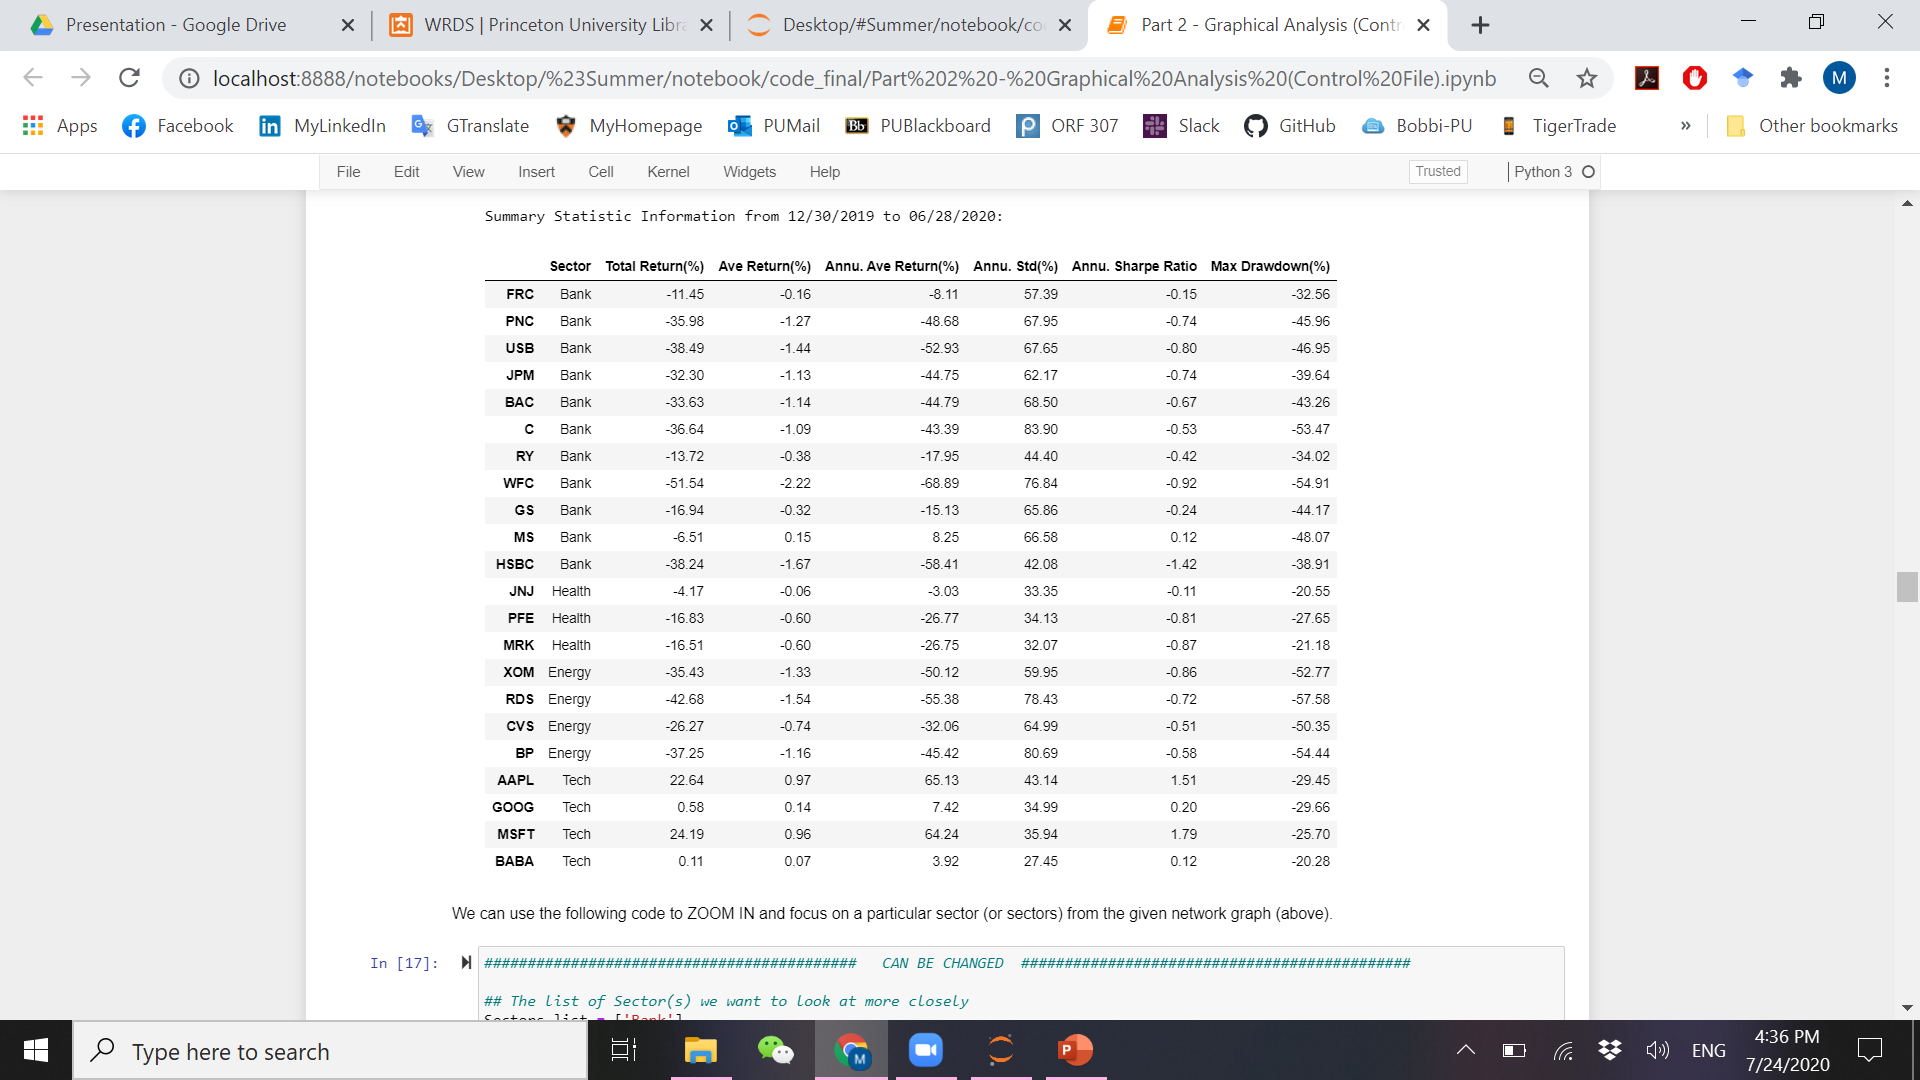 Presentation - Google Drive
WRDS | Princeton University Libra
Desktop/#Summer/notebook/co
Part 2 - Graphical Analysis (Contr
localhost:8888/notebooks/Desktop/%23Summer/notebook/code_final/Part%202%20-%20Graphical%20Analysis%20(Control%20File).ipynb
M
Apps Facebook MyLinkedIn GTranslate MyHomepage PUMail PUBlackboard ORF 307 Slack GitHub Bobbi-PU TigerTrade » Other bookmarks
File Edit View Insert Cell Kernel Widgets Help Trusted Python 3
Summary Statistic Information from 12/30/2019 to 06/28/2020:
Sector Total Return(%) Ave Return(%) Annu. Ave Return(%) Annu. Std(%) Annu. Sharpe Ratio Max Drawdown(%)
FRC Bank -11.45 -0.16 -8.11 57.39 -0.15 -32.56
PNC Bank -35.98 -1.27 -48.68 67.95 -0.74 -45.96
USB Bank -38.49 -1.44 -52.93 67.65 -0.80 -46.95
JPM Bank -32.30 -1.13 -44.75 62.17 -0.74 -39.64
BAC Bank -33.63 -1.14 -44.79 68.50 -0.67 -43.26
C Bank -36.64 -1.09 -43.39 83.90 -0.53 -53.47
RY Bank -13.72 -0.38 -17.95 44.40 -0.42 -34.02
WFC Bank -51.54 -2.22 -68.89 76.84 -0.92 -54.91
GS Bank -16.94 -0.32 -15.13 65.86 -0.24 -44.17
MS Bank -6.51 0.15 8.25 66.58 0.12 -48.07
HSBC Bank -38.24 -1.67 -58.41 42.08 -1.42 -38.91
JNJ Health -4.17 -0.06 -3.03 33.35 -0.11 -20.55
PFE Health -16.83 -0.60 -26.77 34.13 -0.81 -27.65
MRK Health -16.51 -0.60 -26.75 32.07 -0.87 -21.18
XOM Energy -35.43 -1.33 -50.12 59.95 -0.86 -52.77
RDS Energy -42.68 -1.54 -55.38 78.43 -0.72 -57.58
CVS Energy -26.27 -0.74 -32.06 64.99 -0.51 -50.35
BP Energy -37.25 -1.16 -45.42 80.69 -0.58 -54.44
AAPL Tech 22.64 0.97 65.13 43.14 1.51 -29.45
GOOG Tech 0.58 0.14 7.42 34.99 0.20 -29.66
MSFT Tech 24.19 0.96 64.24 35.94 1.79 -25.70
BABA Tech 0.11 0.07 3.92 27.45 0.12 -20.28
We can use the following code to ZOOM IN and focus on a particular sector (or sectors) from the given network graph (above).
In [17]: ########################################### CAN BE CHANGED #############################################
## The list of Sector(s) we want to look at more closely
Sectors_list = ['Bank']
Type here to search
ENG
4:36 PM
7/24/2020